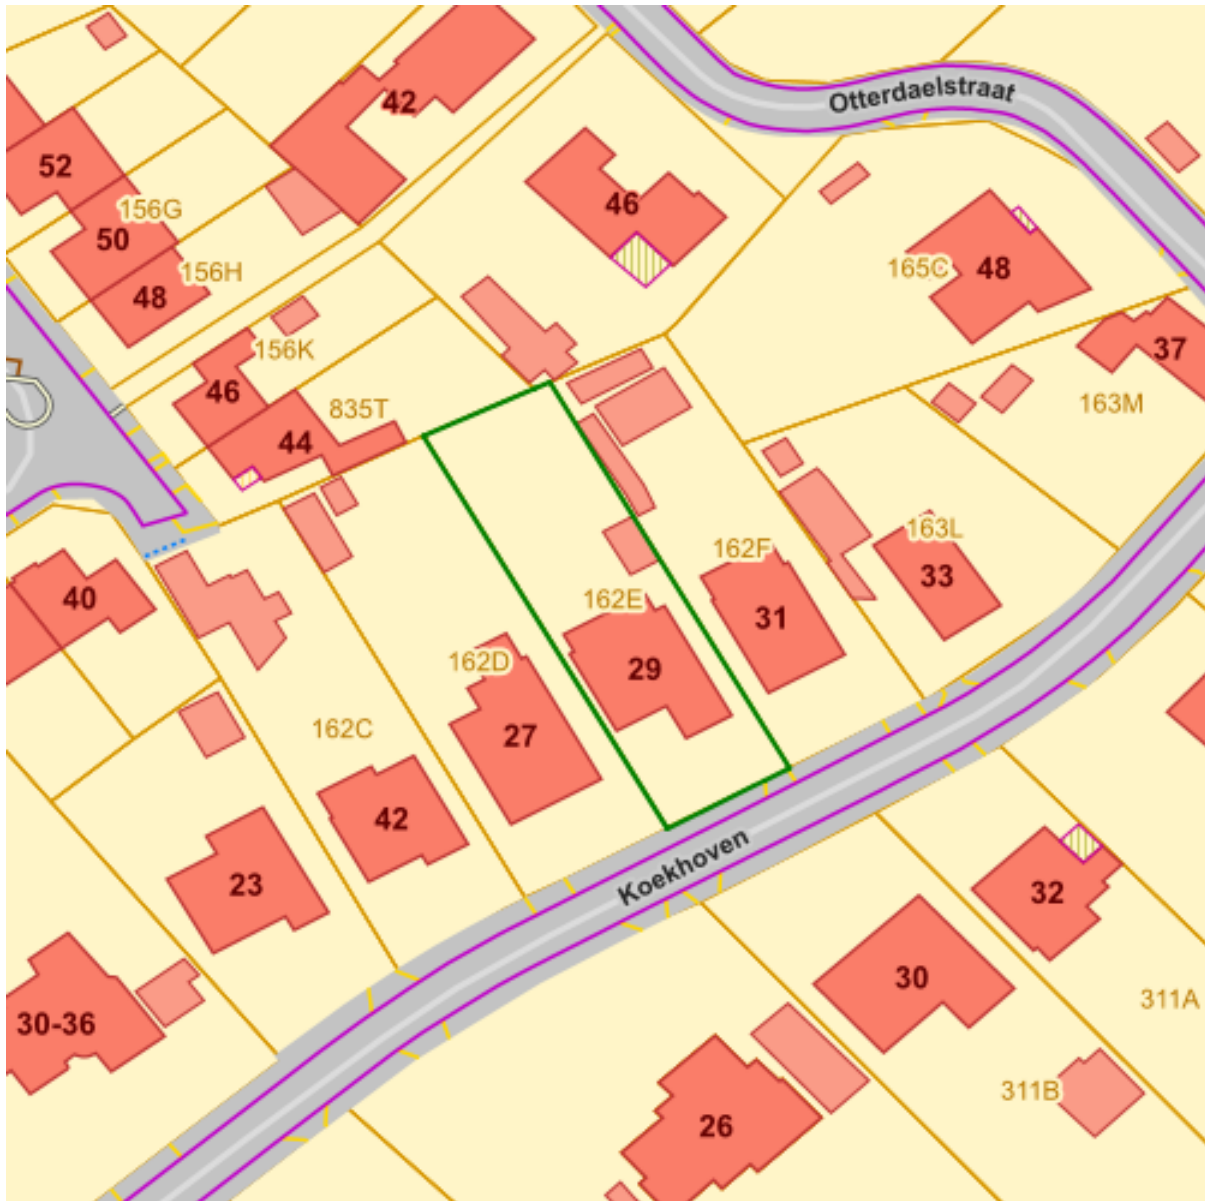 Otterdaelstraat
42
52
156G
46
50
156H
165C
48
48
156K
37
46
835T
163M
44
162F
163L
33
40
162E
31
162D
29
162C
27
42
Koekhoven
23
32
30
311A
30-36
311B
26